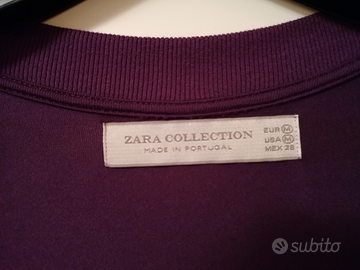 ZARA COLLECTION
MADE IN PORTUGAL
EUR M
USA M
MEX 28
subito